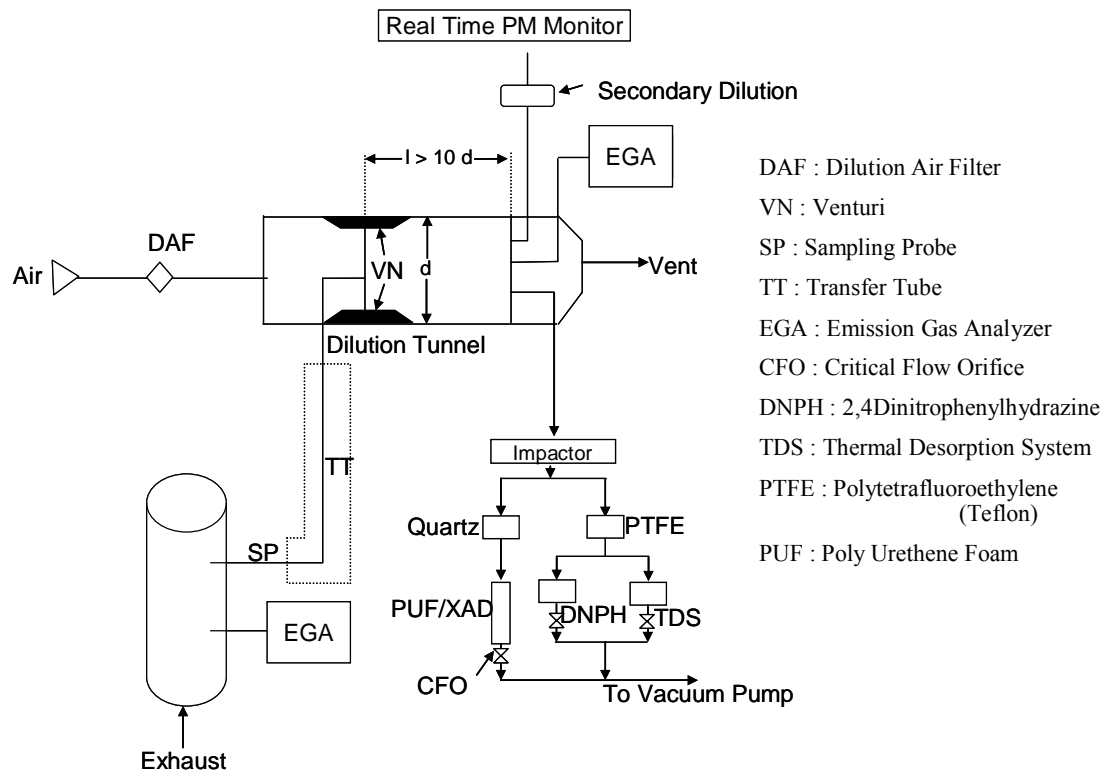 Real Time PM Monitor
Secondary Dilution
l > 10 d
EGA
DAF
Air
VN
d
Vent
Dilution Tunnel
TT
SP
EGA
Exhaust
Impactor
Quartz
PTFE
PUF/XAD
DNPH
TDS
CFO
To Vacuum Pump
DAF : Dilution Air Filter
VN : Venturi
SP : Sampling Probe
TT : Transfer Tube
EGA : Emission Gas Analyzer
CFO : Critical Flow Orifice
DNPH : 2,4Dinitrophenylhydrazine
TDS : Thermal Desorption System
PTFE : Polytetrafluoroethylene
(Teflon)
PUF : Poly Urethene Foam